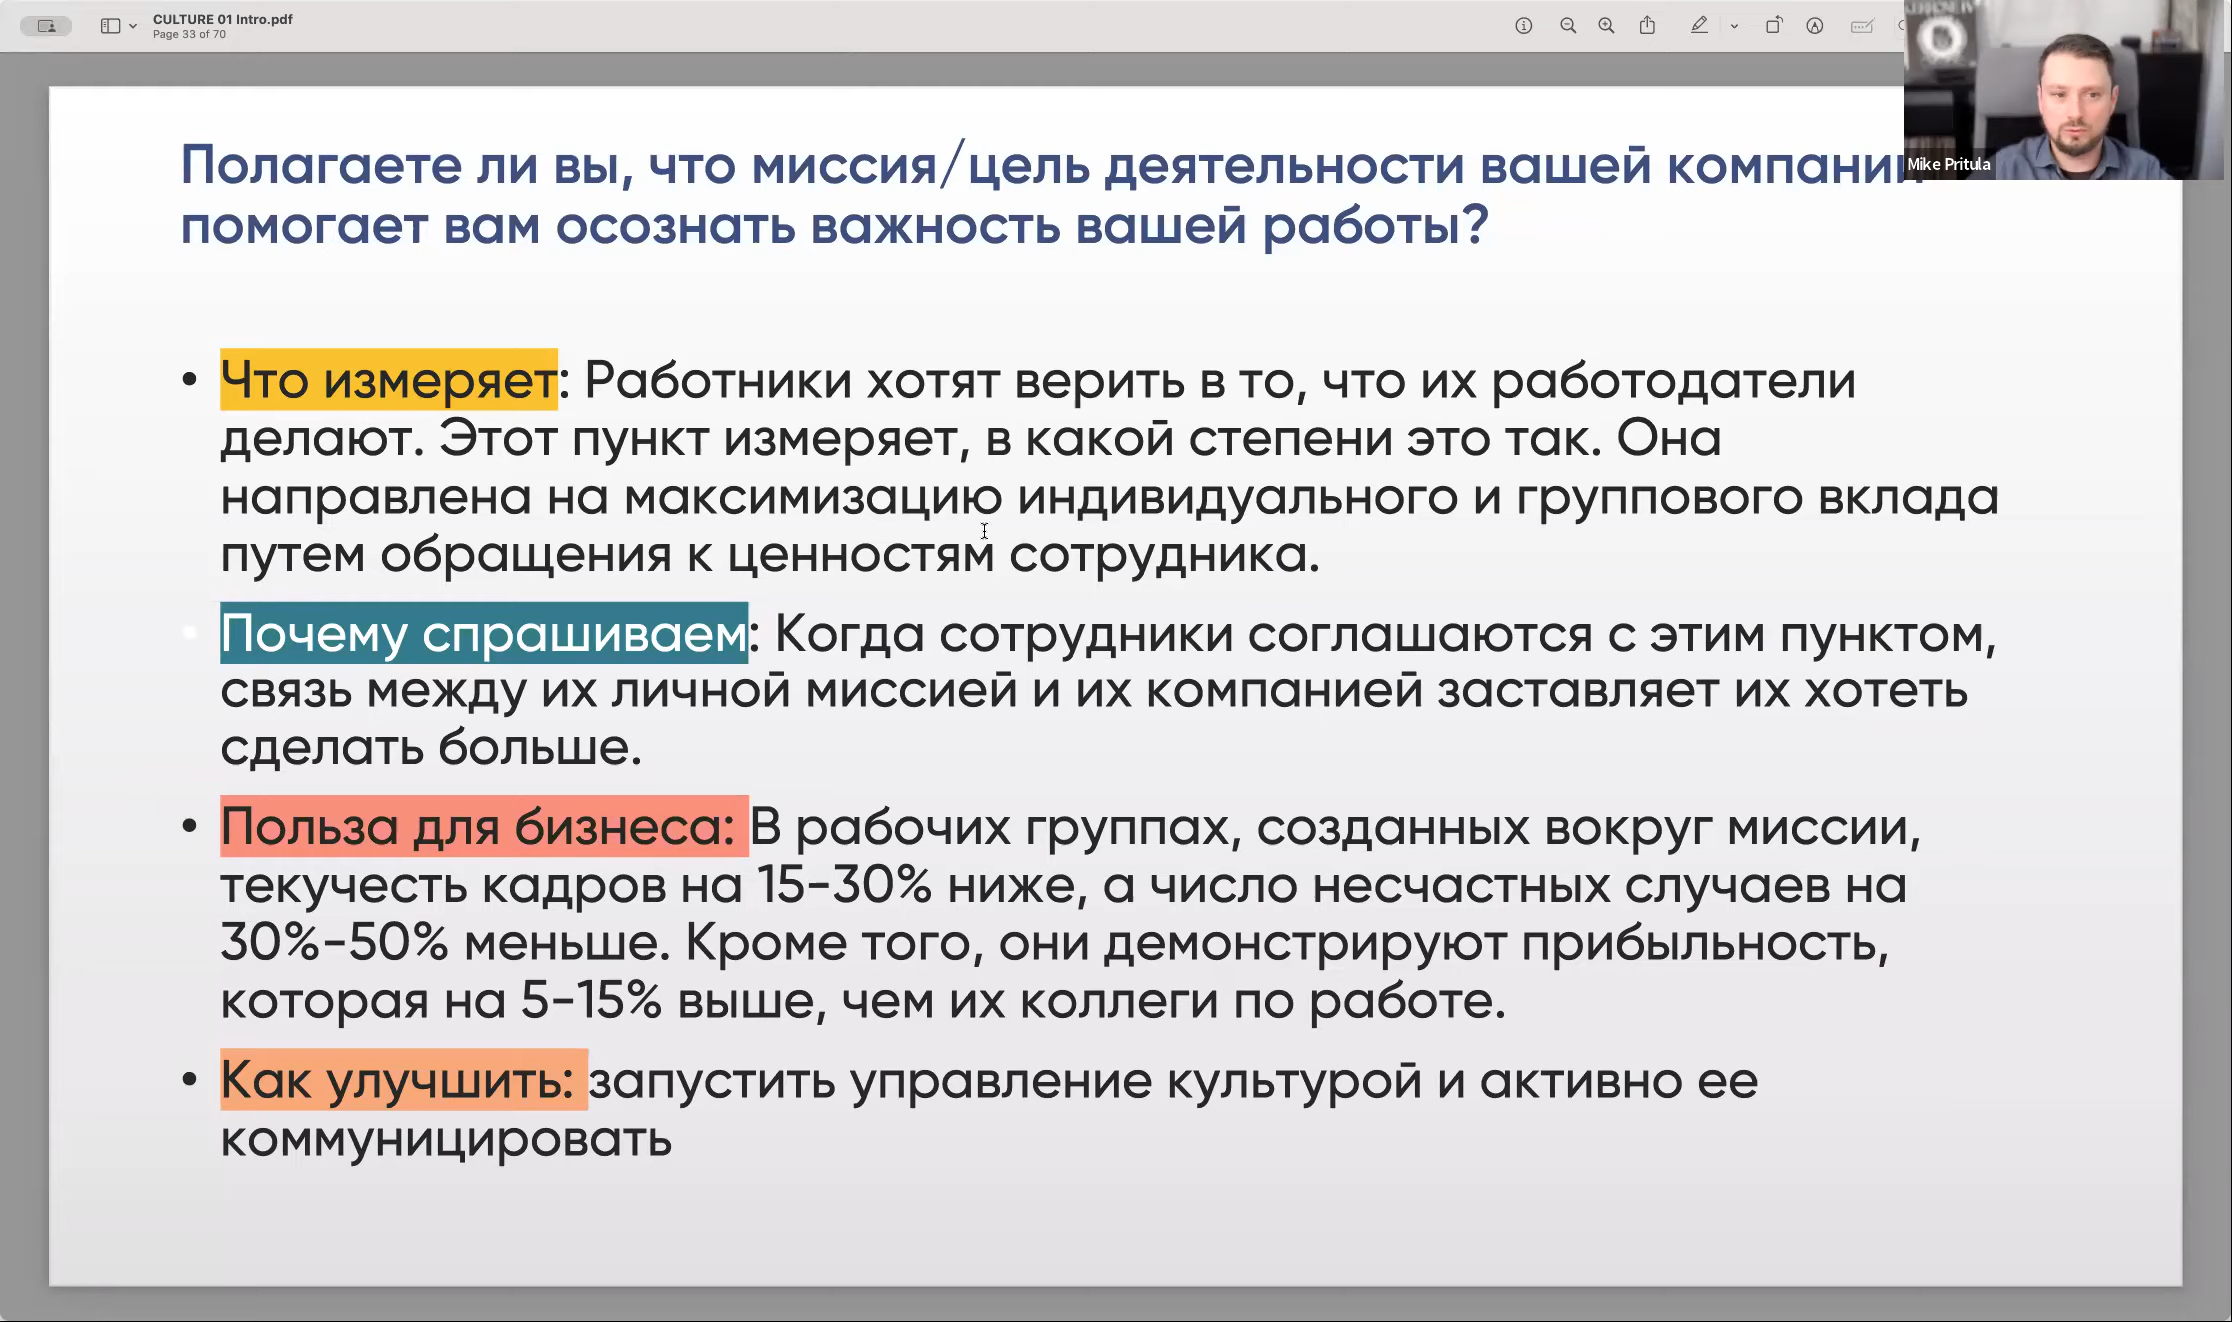 CULTURE 01 Intro.pdf
Page 33 of 70
Mike Pritula
Полагаете ли вы, что миссия/цель деятельности вашей компании
помогает вам осознать важность вашей работы?
• Что измеряет: Работники хотят верить в то, что их работодатели
делают. Этот пункт измеряет, в какой степени это так. Она
направлена на максимизацию индивидуального и группового вклада
путем обращения к ценностям сотрудника.
• Почему спрашиваем: Когда сотрудники соглашаются с этим пунктом,
связь между их личной миссией и их компанией заставляет их хотеть
сделать больше.
• Польза для бизнеса: В рабочих группах, созданных вокруг миссии,
текучесть кадров на 15-30% ниже, а число несчастных случаев на
30%-50% меньше. Кроме того, они демонстрируют прибыльность,
которая на 5-15% выше, чем их коллеги по работе.
• Как улучшить: запустить управление культурой и активно ее
коммуницировать